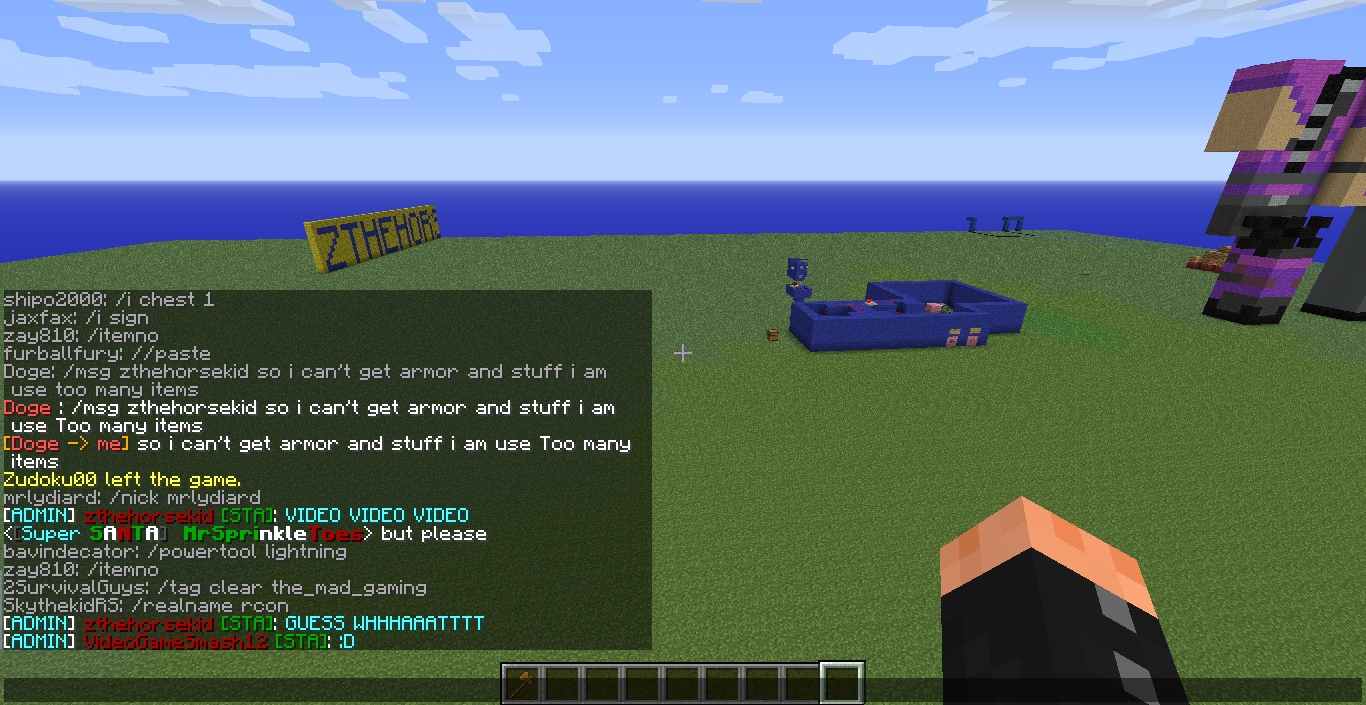 ZTHEHORS
shipo2000: /i chest 1
jaxfax: /i sign
zay810: /itemno
furballfury: //paste
Doge: /msg zthehorsekid so i can't get armor and stuff i am
use too many items
Doge : /msg zthehorsekid so i can't get armor and stuff i am
use Too many items
[Doge -> me] so i can't get armor and stuff i am use Too many
items
Zudoku00 left the game.
mrlydiard: /nick mrlydiard
[ADMIN] zthehorsekid [STA]: VIDEO VIDEO VIDEO
<[Super SANTA] MrSprinkleToes> but please
bavindecator: /powertool lightning
zay810: /itemno
2SurvivalGuys: /tag clear the_mad_gaming
SkythekidRS: /realname rcon
[ADMIN] zthehorsekid [STA]: GUESS WHHHAAATTTT
[ADMIN] VideoGameSmash12 [STA]: :D